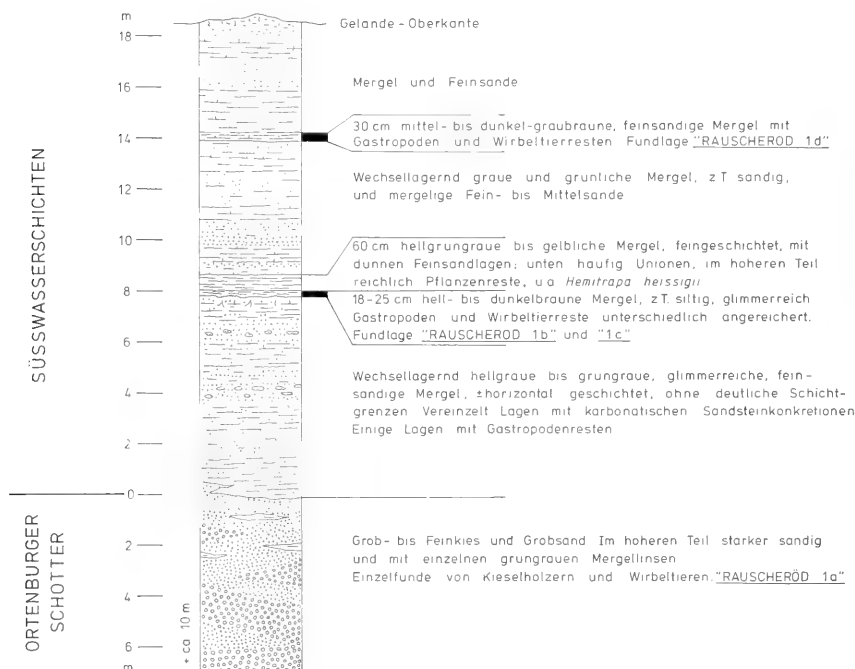 m
Gelande-Oberkante
18
16
Mergel und Feinsande
30 cm mittel- bis dunkel-graubraune, feinsandige Mergel mit
14
Gastropoden und Wirbeltierresten Fundlage "RAUSCHEROD 1d"
Wechsellagernd graue und grunliche Mergel, z T sandig,
12
und mergelige Fein- bis Mittelsande
10
60 cm hellgrungraue bis gelbliche Mergel, feingeschichtet, mit
dunnen Feinsandlagen; unten haufig Unionen, im hoheren Teil
reichlich Pflanzenreste, u a Hemitrapa heissigii
8
18-25 cm hell- bis dunkelbraune Mergel, z.T. siltig, glimmerreich
Gastropoden und Wirbeltierreste unterschiedlich angereichert.
Fundlage "RAUSCHEROD 1b" und "1c"
6
SÜSSWASSERSCHICHTEN
Wechsellagernd hellgraue bis grungraue, glimmerreiche, fein-
4
sandige Mergel, ±horizontal geschichtet, ohne deutliche Schicht-
grenzen Vereinzelt Lagen mit karbonatischen Sandsteinkonkretionen
Einige Lagen mit Gastropodenresten
2
0
Grob- bis Feinkies und Grobsand Im hoheren Teil starker sandig
2
und mit einzelnen grungrauen Mergellinsen
Einzelfunde von Kieselholzern und Wirbeltieren. "RAUSCHERÖD 1a"
ORTENBURGER
SCHOTTER
4
+ ca 10 m
6
m